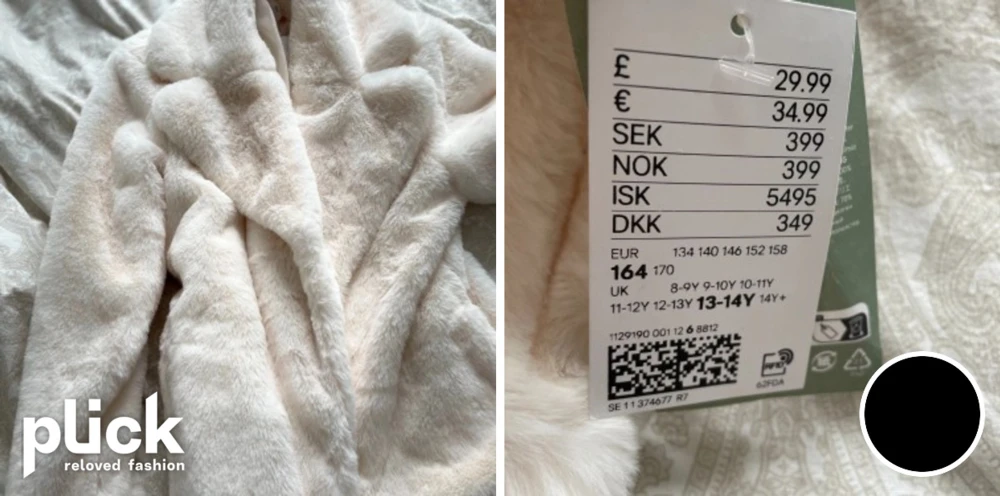 plick
reloved fashion
£ 29.99
€ 34.99
SEK 399
NOK 399
ISK 5495
DKK 349
EUR 134 140 146 152 158
164 170
UK 8-9Y 9-10Y 10-11Y
11-12Y 12-13Y 13-14Y 14Y+
1129190 001 12 6 8812
RFID
62FDA
SE 11 374677 R7